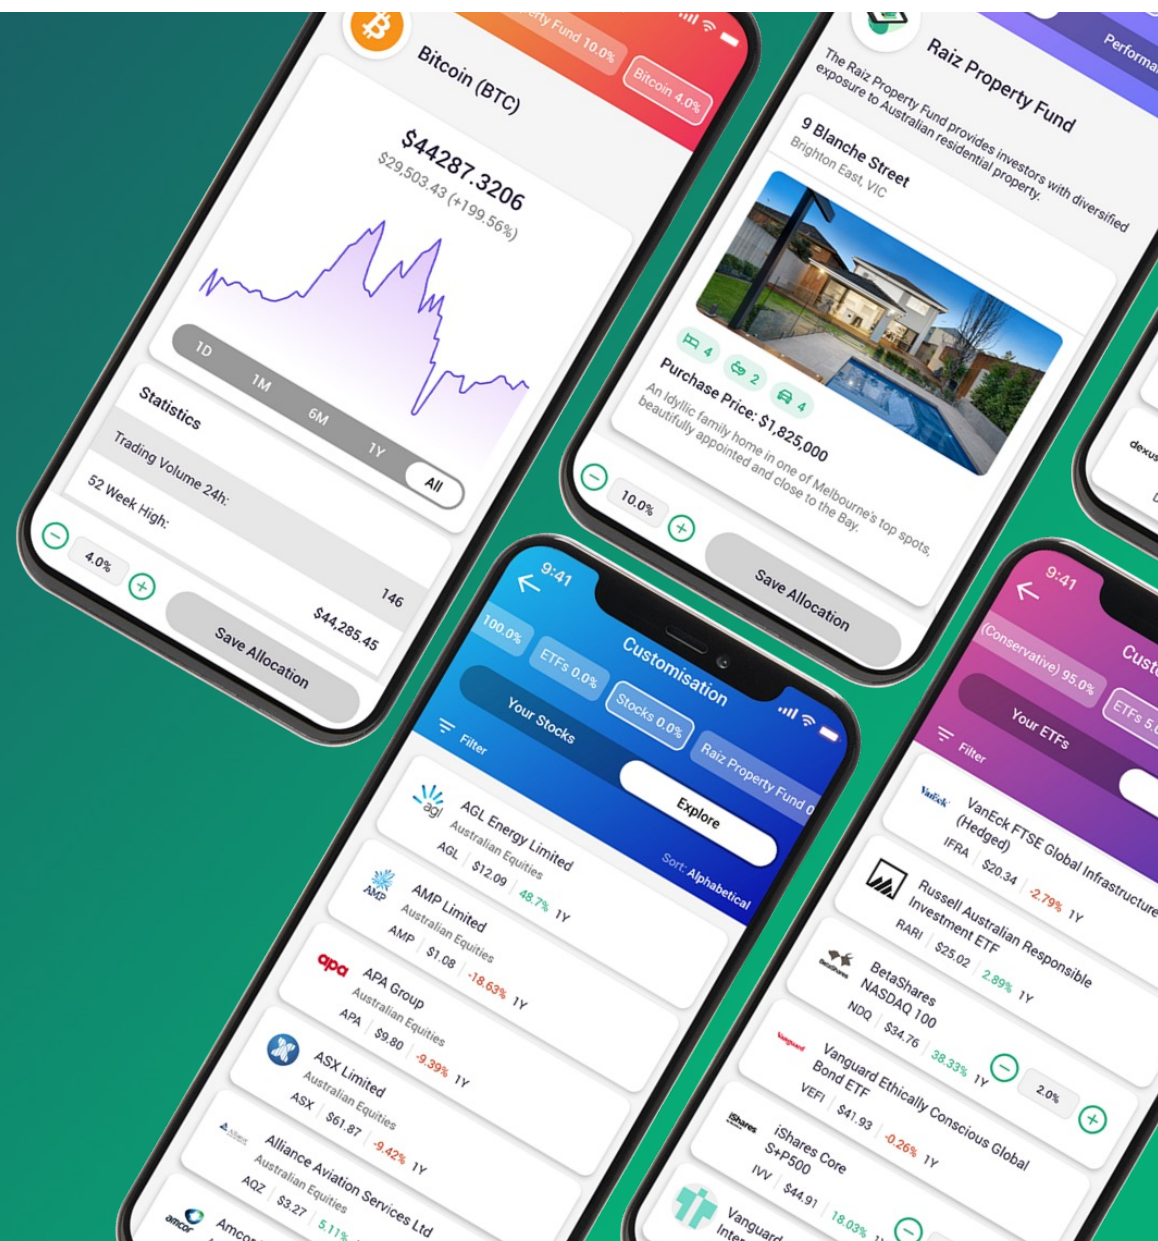 Property Fund 10.0%
Bitcoin 4.0%
Bitcoin (BTC)
$44287.3206
$29,503.43 (+199.56%)
1D
1M
6M
1Y
All
Statistics
Trading Volume 24h:
146
52 Week High:
$44,285.45
4.0%
Save Allocation
Raiz Property Fund
The Raiz Property Fund provides investors with diversified
exposure to Australian residential property.
9 Blanche Street
Brighton East, VIC
4
2
4
Purchase Price: $1,825,000
An Idyllic family home in one of Melbourne's top spots,
beautifully appointed and close to the Bay.
10.0%
Save Allocation
dexus
9:41
Customisation
100.0%
ETFs 0.0%
Stocks 0.0%
Raiz Property Fund 0
Your Stocks
Explore
Filter
Sort: Alphabetical
agl
AGL Energy Limited
Australian Equities
AGL $12.09 48.7% 1Y
AMP
AMP Limited
Australian Equities
AMP $1.08 -18.63% 1Y
apa
APA Group
Australian Equities
APA $9.80 -9.39% 1Y
ASX Limited
Australian Equities
ASX $61.87 -9.42% 1Y
Alliance Aviation Services Ltd
Australian Equities
AQZ $3.27 5.11%
amcor
Amcor
9:41
(Conservative) 95.0%
Your ETFs
Filter
VanEck
VanEck FTSE Global Infrastructure
(Hedged)
IFRA $20.34 -2.79% 1Y
Russell Australian Responsible
Investment ETF
RARI $25.02 2.89% 1Y
BetaShares
BetaShares
NASDAQ 100
NDQ $34.76 38.33% 1Y
2.0%
Vanguard
Vanguard Ethically Conscious Global
Bond ETF
VEFI $41.93 -0.26% 1Y
iShares
iShares Core
S+P500
IVV $44.91 18.03%
Vanguard